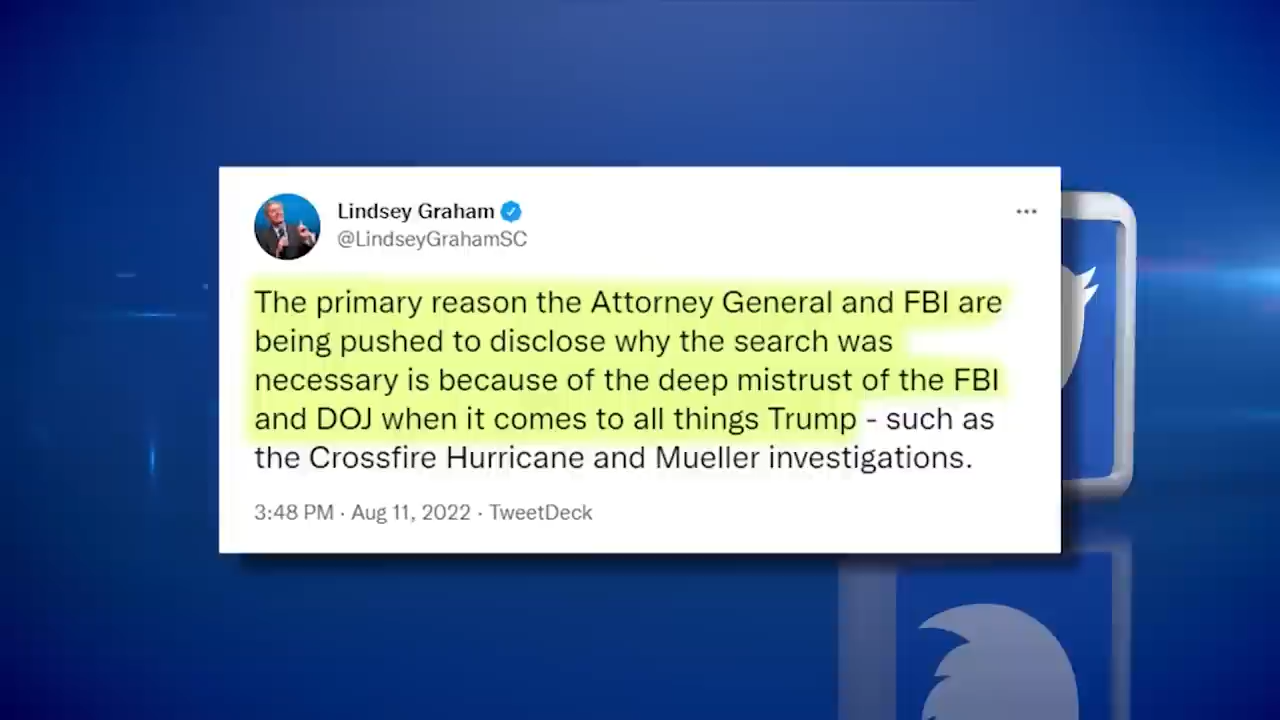 Lindsey Graham
@LindseyGrahamSC
The primary reason the Attorney General and FBI are
being pushed to disclose why the search was
necessary is because of the deep mistrust of the FBI
and DOJ when it comes to all things Trump - such as
the Crossfire Hurricane and Mueller investigations.
3:48 PM · Aug 11, 2022 · TweetDeck